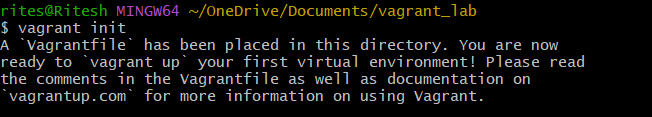 rites@Ritesh MINGW64 ~/OneDrive/Documents/vagrant_lab
$ vagrant init
A `Vagrantfile` has been placed in this directory. You are now
ready to `vagrant up` your first virtual environment! Please read
the comments in the Vagrantfile as well as documentation on
`vagrantup.com` for more information on using Vagrant.